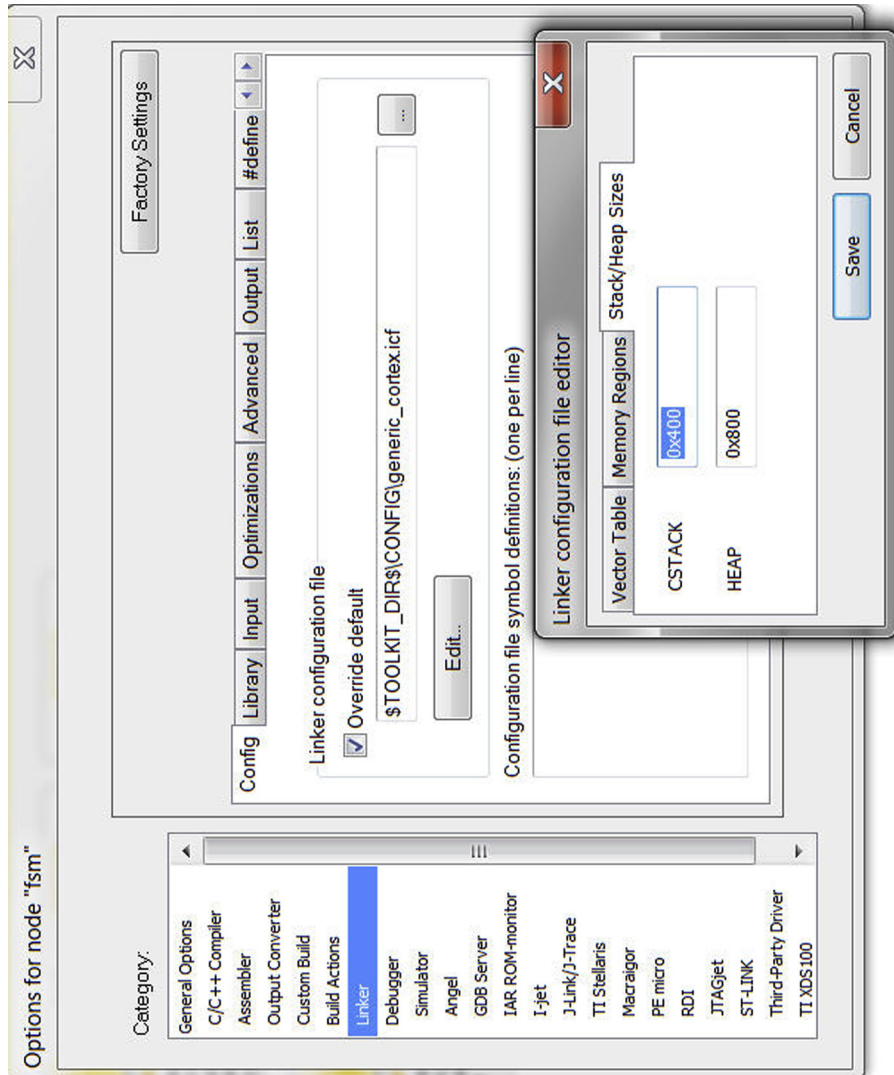 Options for node "fsm"
Category:
General Options
C/C++ Compiler
Assembler
Output Converter
Custom Build
Build Actions
Linker
Debugger
Simulator
Angel
GDB Server
IAR ROM-monitor
I-jet
J-Link/J-Trace
TI Stellaris
Macraigor
PE micro
RDI
JTAGjet
ST-LINK
Third-Party Driver
TI XDS100
Factory Settings
Config Library Input Optimizations Advanced Output List #define
Linker configuration file
Override default
$TOOLKIT_DIR$\CONFIG\generic_cortex.icf
...
Edit...
Configuration file symbol definitions: (one per line)
Linker configuration file editor
Vector Table Memory Regions Stack/Heap Sizes
CSTACK 0x400
HEAP 0x800
Save Cancel